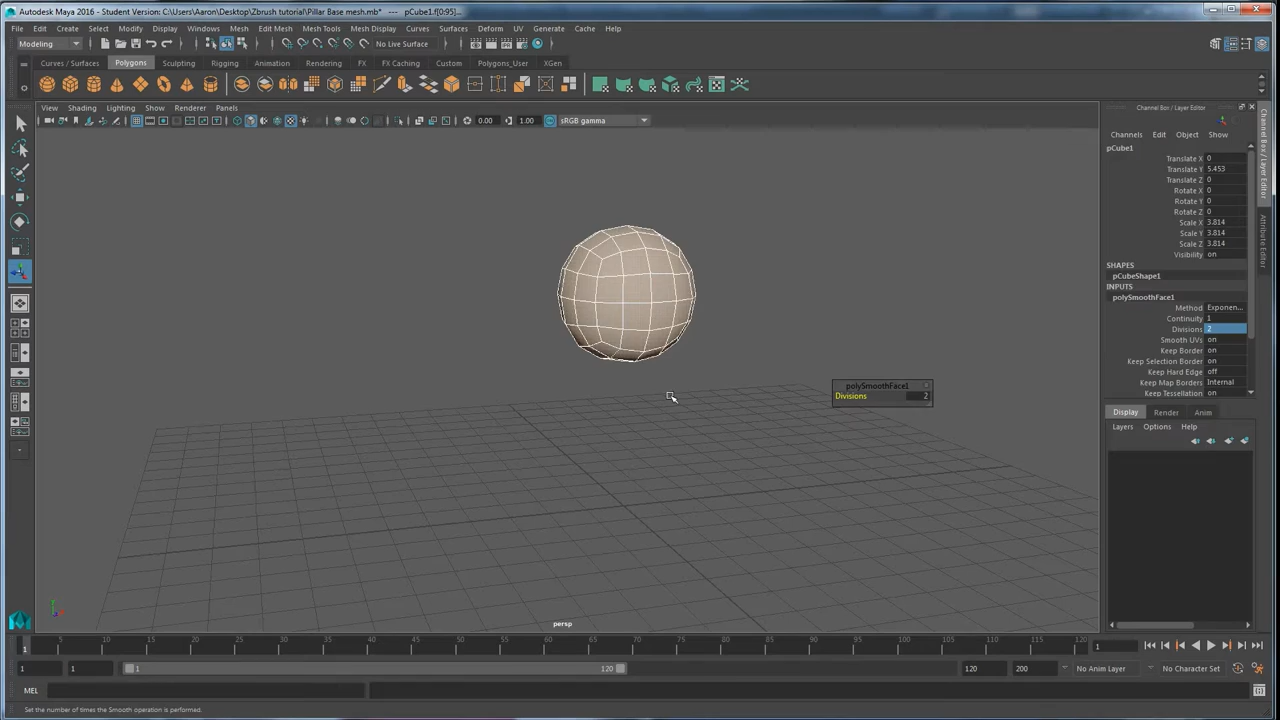 Autodesk Maya 2016 - Student Version: C:\Users\Aaron\Desktop\Zbrush tutorial\Pillar Base mesh.mb* --- pCube1.f[0:95]...
File Edit Create Select Modify Display Windows Mesh Edit Mesh Mesh Tools Mesh Display Curves Surfaces Deform UV Generate Cache Help
Modeling No Live Surface
Curves / Surfaces Polygons Sculpting Rigging Animation Rendering FX FX Caching Custom Polygons_User XGen
View Shading Lighting Show Renderer Panels
0.00 1.00 sRGB gamma
Channel Box / Layer Editor
Channels Edit Object Show
pCube1
Translate X 0
Translate Y 5.453
Translate Z 0
Rotate X 0
Rotate Y 0
Rotate Z 0
Scale X 3.814
Scale Y 3.814
Scale Z 3.814
Visibility on
SHAPES
pCubeShape1
INPUTS
polySmoothFace1
Method Exponen...
Continuity 1
Divisions 2
Smooth UVs on
Keep Border on
Keep Selection Border on
Keep Hard Edge off
Keep Map Borders Internal
Keep Tessellation on
Channel Box / Layer Editor
Attribute Editor
polySmoothFace1
Divisions 2
Display Render Anim
Layers Options Help
persp
1 5 10 15 20 25 30 35 40 45 50 55 60 65 70 75 80 85 90 95 100 105 110 115 120 1
1 1 1 120 120 200 No Anim Layer No Character Set
MEL
Set the number of times the Smooth operation is performed.